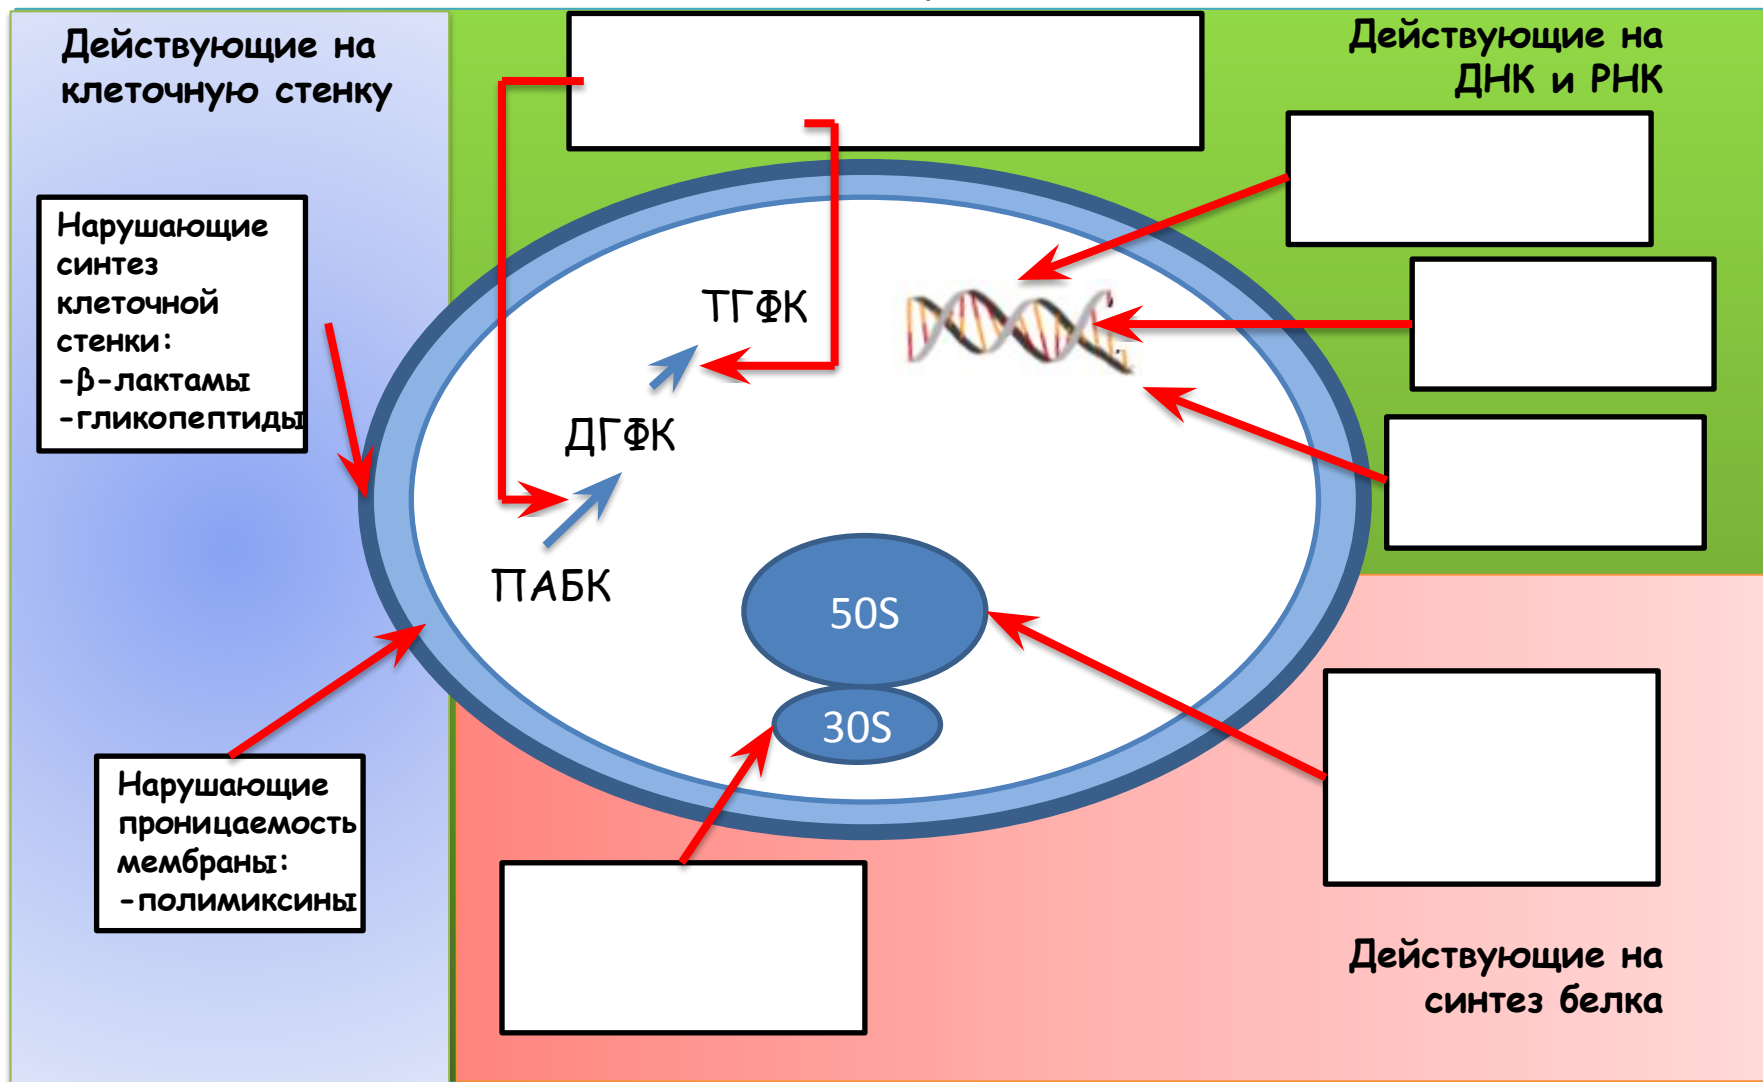 Действующие на
клеточную стенку
Нарушающие
синтез
клеточной
стенки:
-β-лактамы
-гликопептиды
Нарушающие
проницаемость
мембраны:
-полимиксины
Действующие на
ДНК и РНК
ТГФК
ДГФК
ПАБК
50S
30S
Действующие на
синтез белка